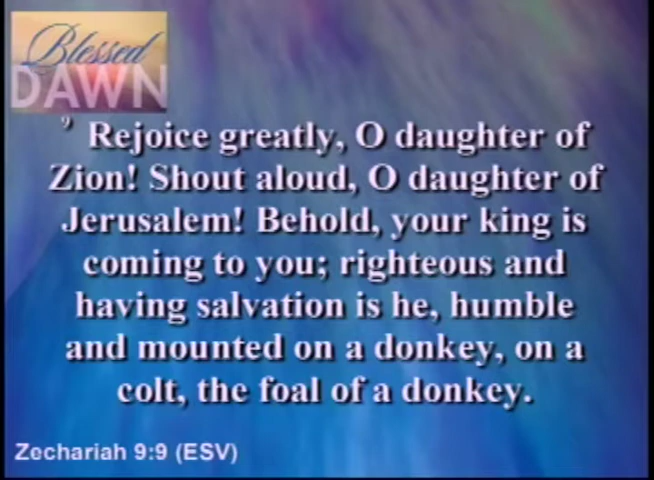 Blessed
DAWN
9 Rejoice greatly, O daughter of
Zion! Shout aloud, O daughter of
Jerusalem! Behold, your king is
coming to you; righteous and
having salvation is he, humble
and mounted on a donkey, on a
colt, the foal of a donkey.
Zechariah 9:9 (ESV)